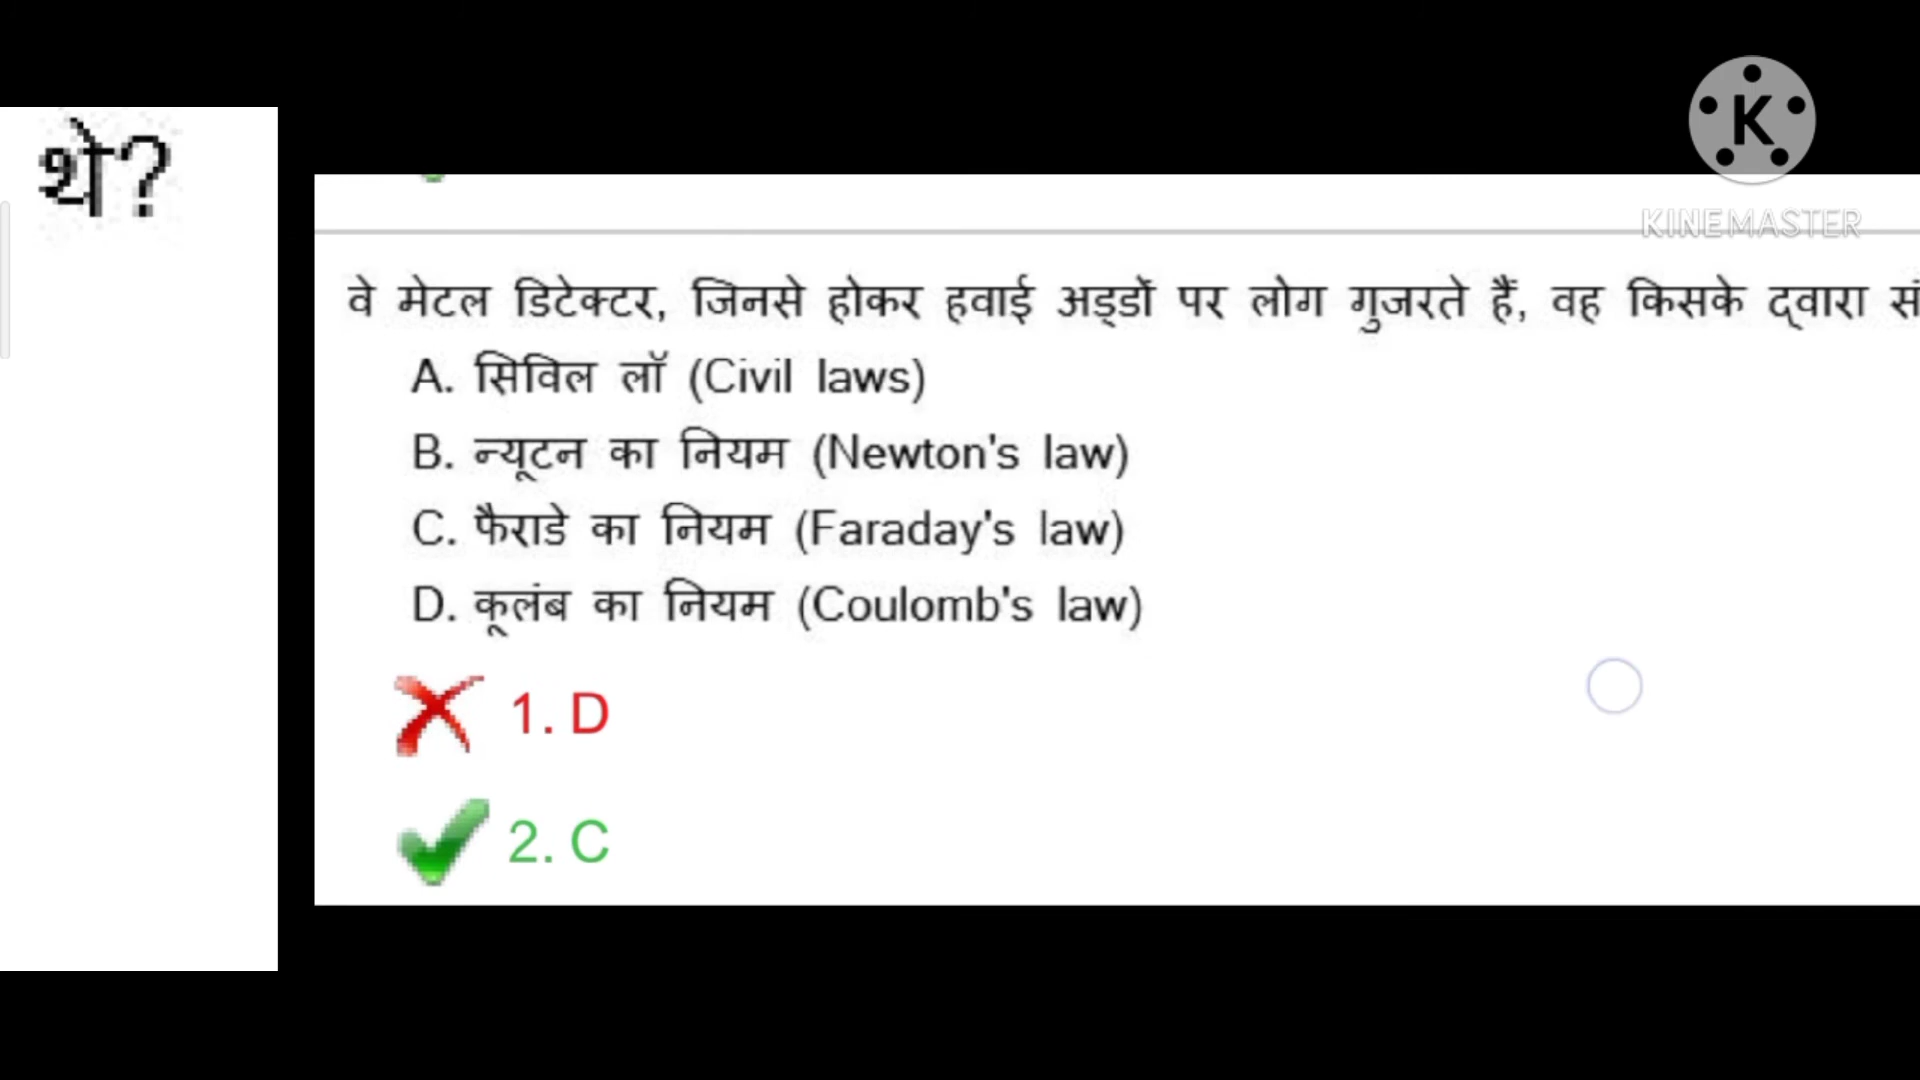 थे?
K
KINEMASTER
वे मेटल डिटेक्टर, जिनसे होकर हवाई अड्डों पर लोग गुजरते हैं, वह किसके द्वारा
A. सिविल लॉ (Civil laws)
B. न्यूटन का नियम (Newton's law)
C. फैराडे का नियम (Faraday's law)
D. कूलंब का नियम (Coulomb's law)
1. D
2. C